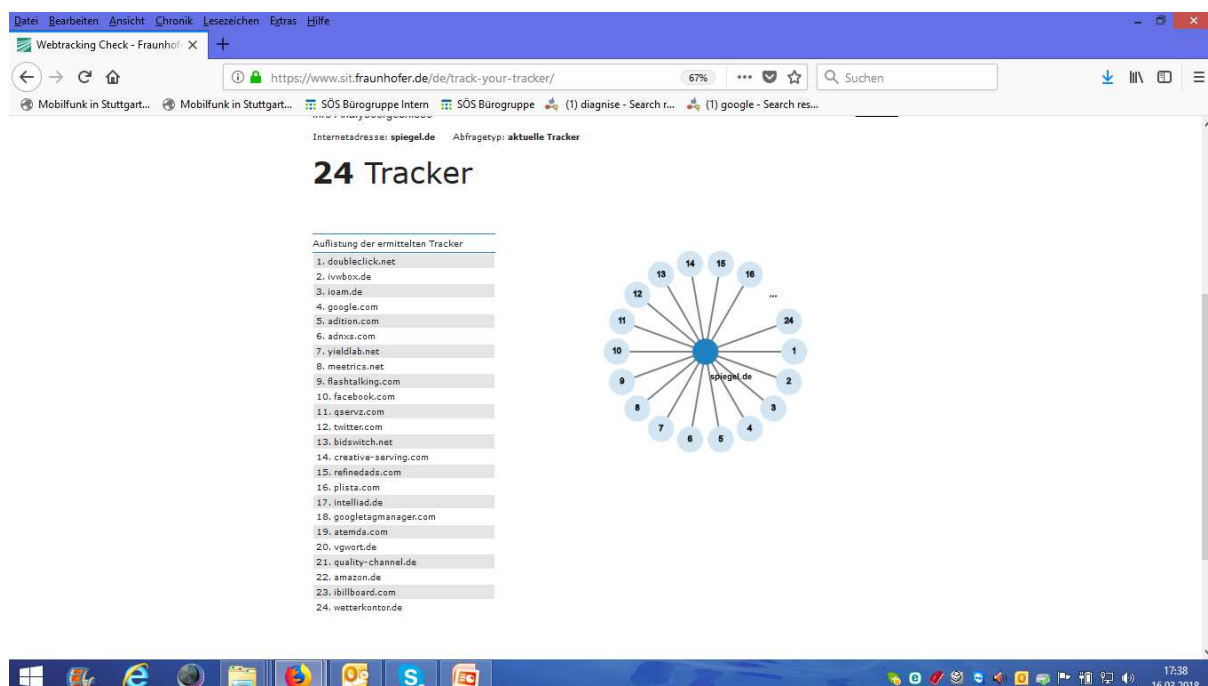 Datei Bearbeiten Ansicht Chronik Lesezeichen Extras Hilfe
Webtracking Check - Fraunhof
https://www.sit.fraunhofer.de/de/track-your-tracker/ 67% Suchen
Mobilfunk in Stuttgart... Mobilfunk in Stuttgart... SÖS Bürogruppe Intern SÖS Bürogruppe (1) diagnise - Search r... (1) google - Search res...
Internetadresse: spiegel.de Abfragetyp: aktuelle Tracker
24 Tracker
Auflistung der ermittelten Tracker
1. doubleclick.net
2. ivwbox.de
3. ioam.de
4. google.com
5. adition.com
6. adnxs.com
7. yieldlab.net
8. meetrics.net
9. flashtalking.com
10. facebook.com
11. qservz.com
12. twitter.com
13. bidswitch.net
14. creative-serving.com
15. refinedads.com
16. plista.com
17. intelliad.de
18. googletagmanager.com
19. atemda.com
20. vgwort.de
21. quality-channel.de
22. amazon.de
23. ibillboard.com
24. wetterkontor.de
14 15
13 16
12 ...
11 24
10 1
spiegel.de
9 2
8 3
7 4
6 5
17:38
16.03.2018